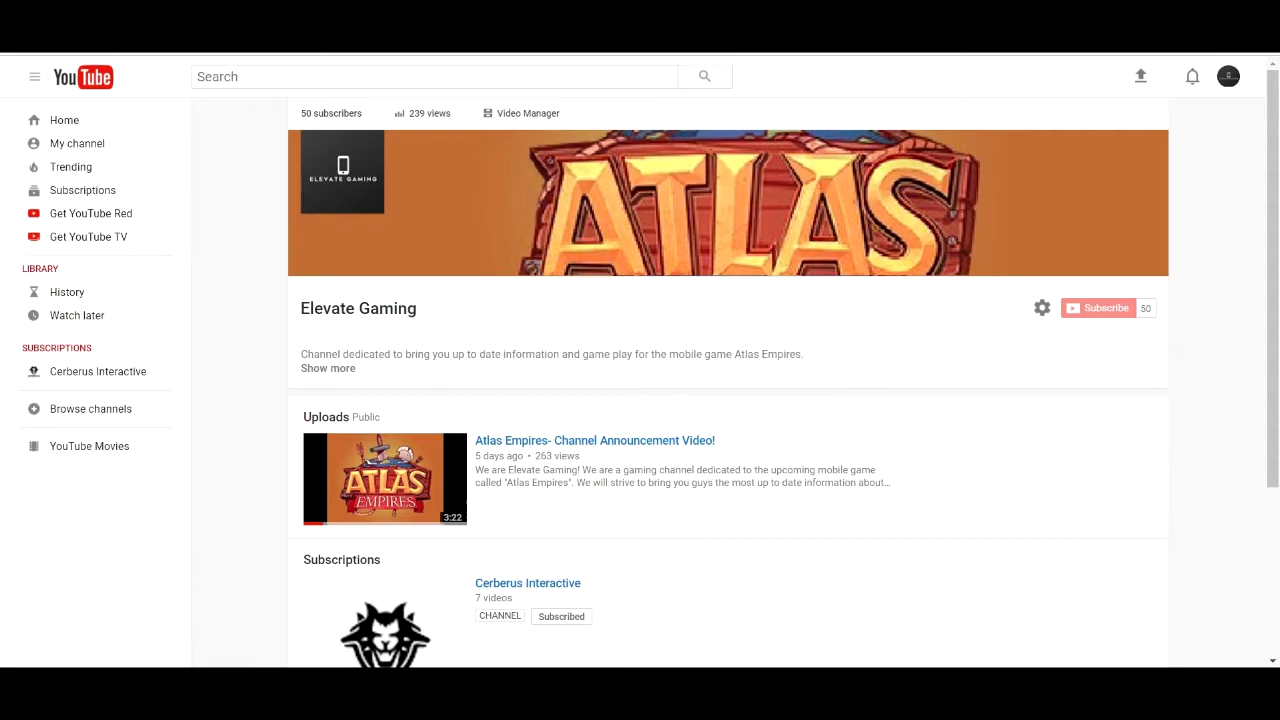 YouTube
Search
Home
My channel
Trending
Subscriptions
Get YouTube Red
Get YouTube TV
LIBRARY
History
Watch later
SUBSCRIPTIONS
Cerberus Interactive
Browse channels
YouTube Movies
50 subscribers 239 views Video Manager
ELEVATE GAMING
ATLAS
Elevate Gaming
Subscribe 50
Channel dedicated to bring you up to date information and game play for the mobile game Atlas Empires.
Show more
Uploads Public
ATLAS
EMPIRES
3:22
Atlas Empires- Channel Announcement Video!
5 days ago • 263 views
We are Elevate Gaming! We are a gaming channel dedicated to the upcoming mobile game
called "Atlas Empires". We will strive to bring you guys the most up to date information about...
Subscriptions
Cerberus Interactive
7 videos
CHANNEL Subscribed